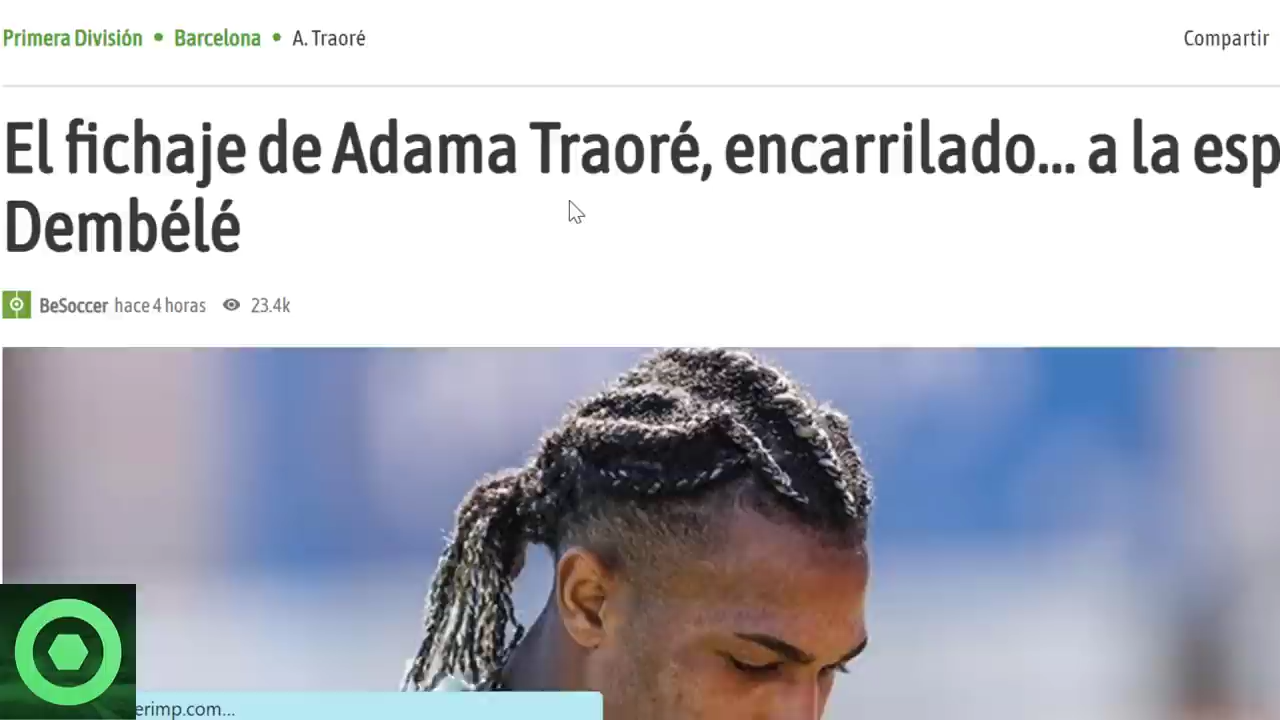 Primera División • Barcelona • A. Traoré
Compartir
El fichaje de Adama Traoré, encarrilado... a la esp
Dembélé
BeSoccer hace 4 horas 23.4k
erimp.com...